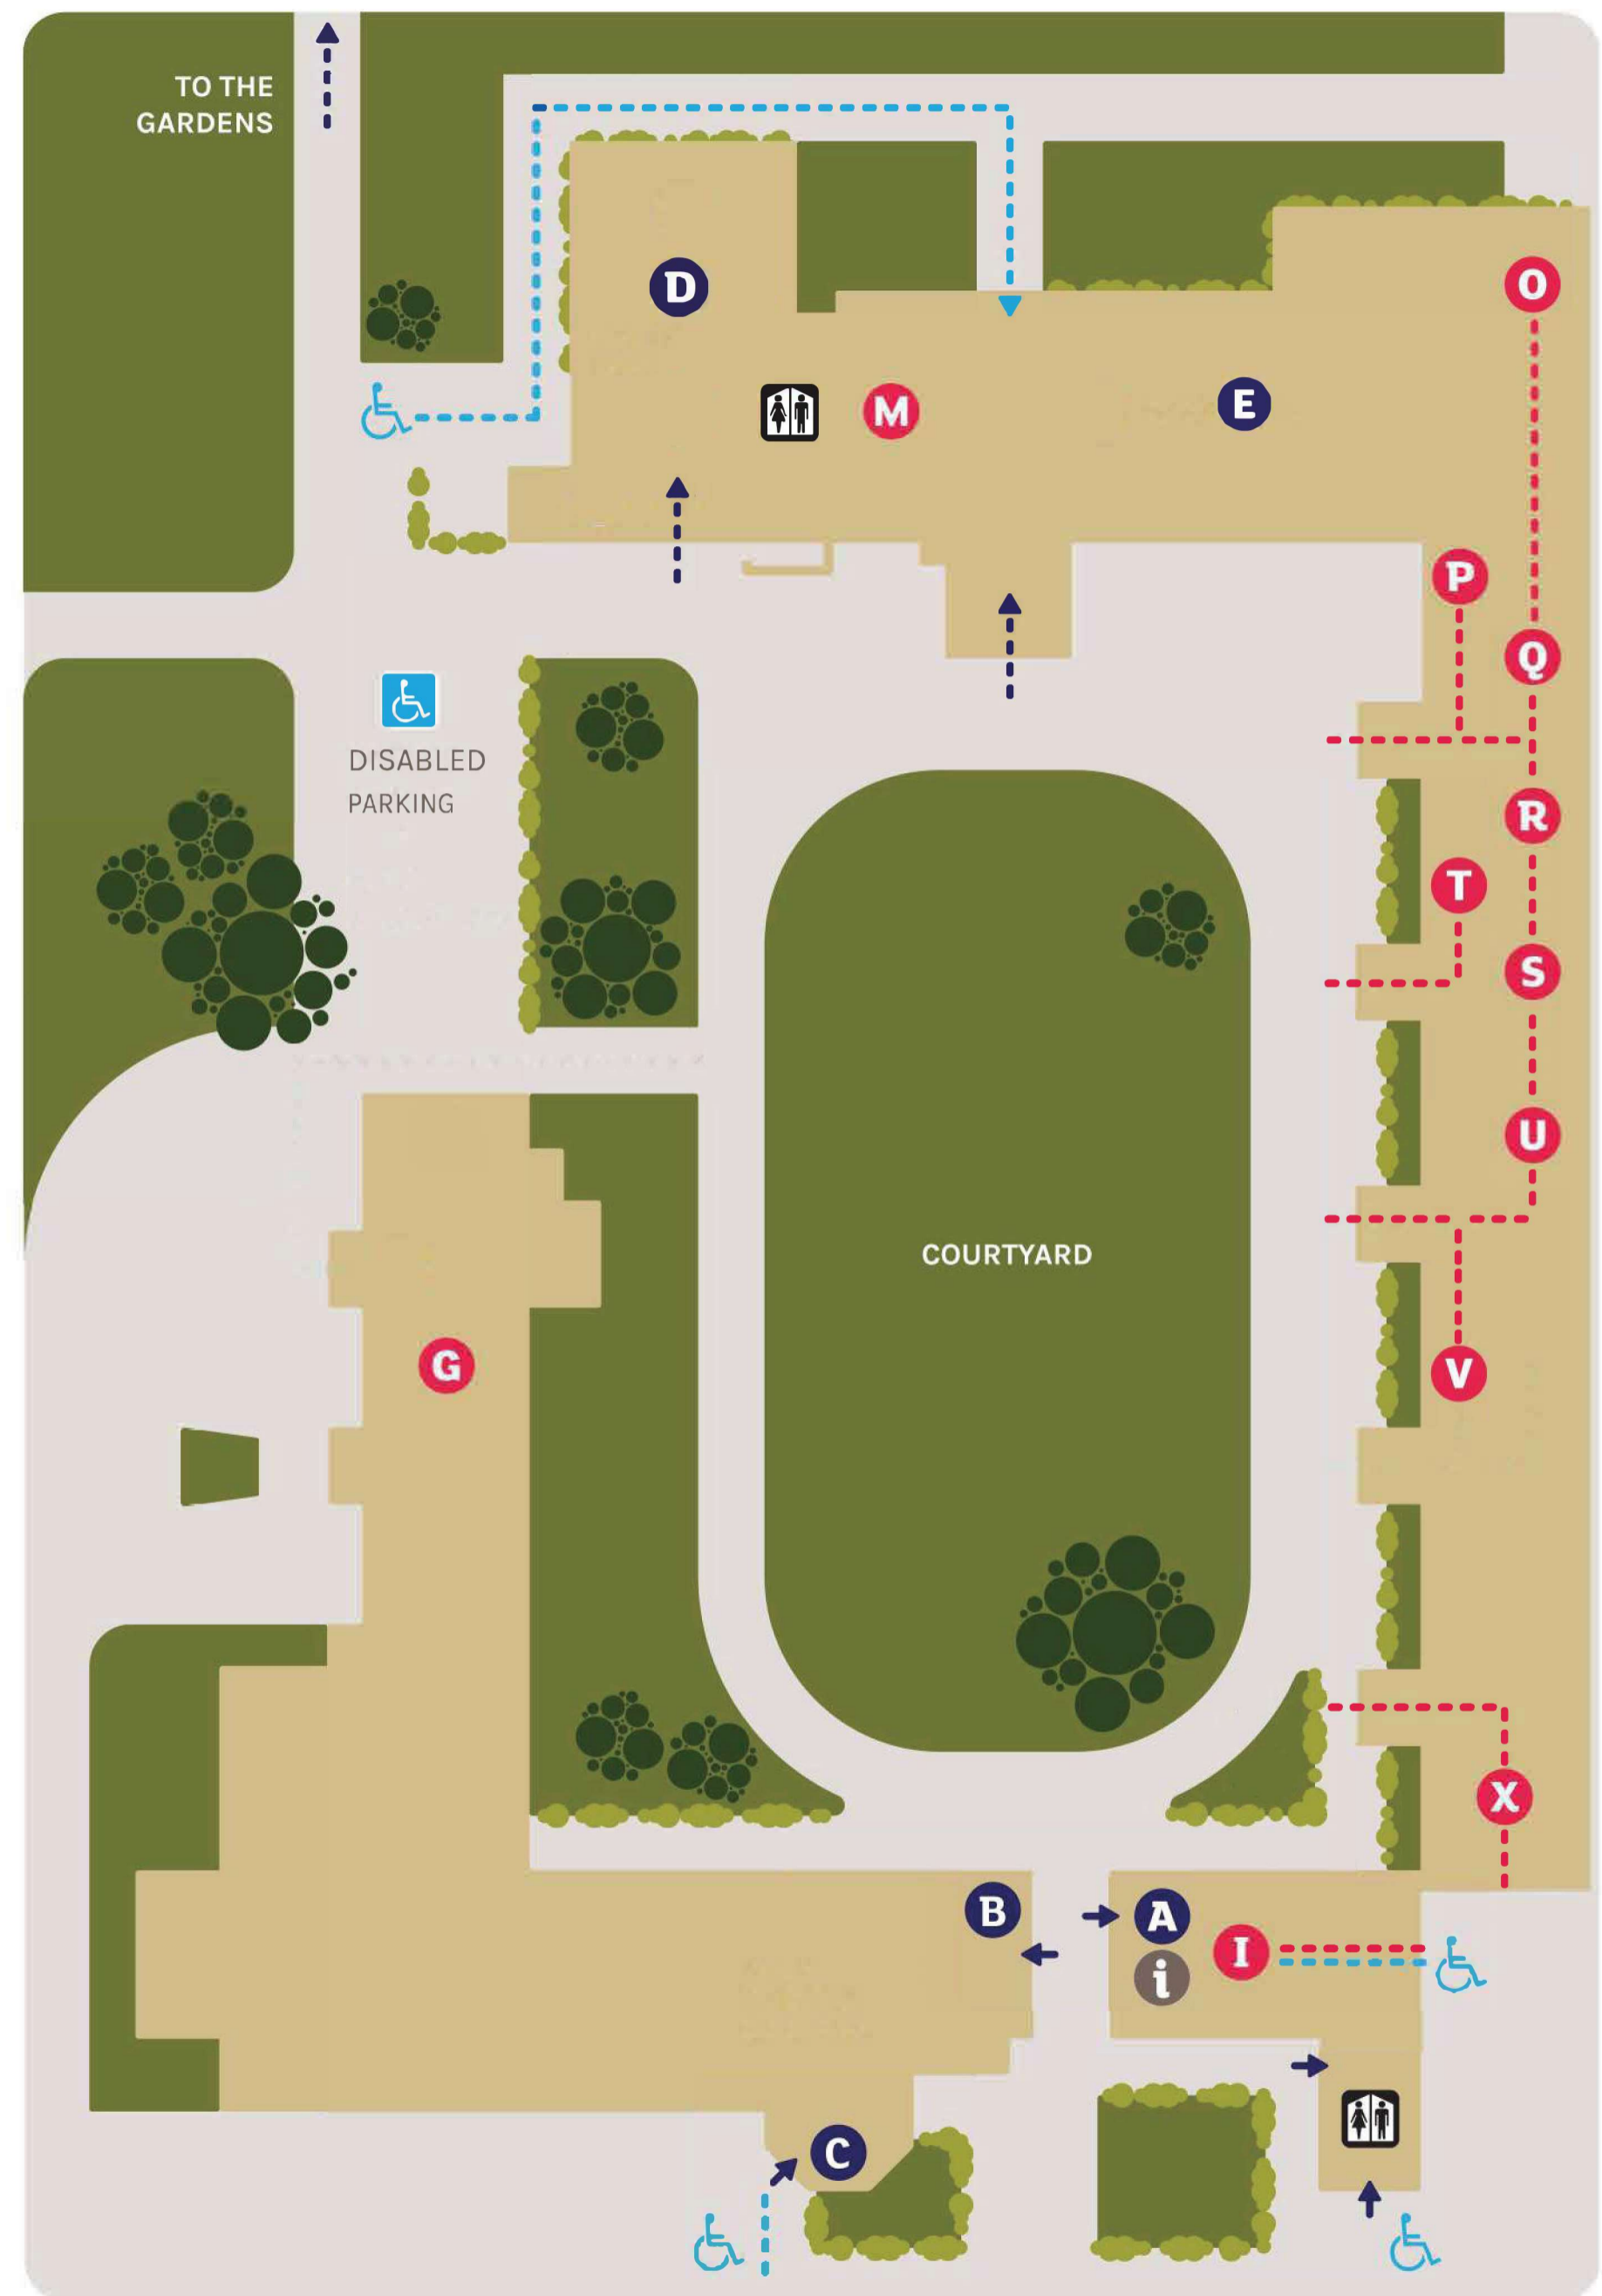 TO THE
GARDENS
D
O
M
E
P
Q
DISABLED
PARKING
R
T
S
U
COURTYARD
G
V
X
B
A
I
i
C